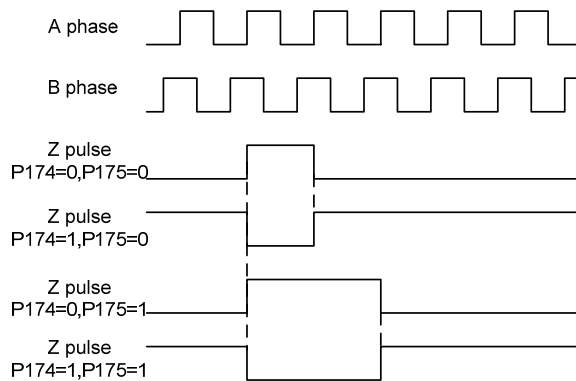 A phase
B phase
Z pulse
P174=0,P175=0
Z pulse
P174=1,P175=0
Z pulse
P174=0,P175=1
Z pulse
P174=1,P175=1